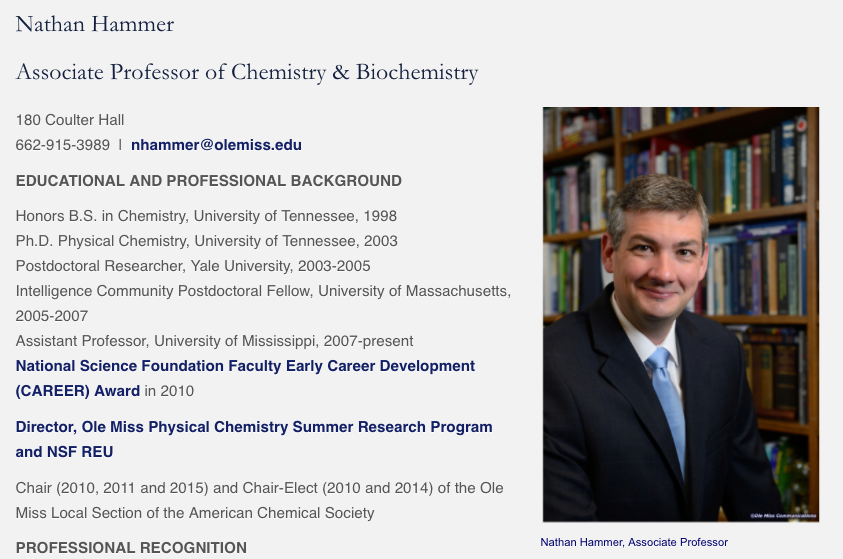 Nathan Hammer
Associate Professor of Chemistry & Biochemistry
180 Coulter Hall
662-915-3989 | nhammer@olemiss.edu
EDUCATIONAL AND PROFESSIONAL BACKGROUND
Honors B.S. in Chemistry, University of Tennessee, 1998
Ph.D. Physical Chemistry, University of Tennessee, 2003
Postdoctoral Researcher, Yale University, 2003-2005
Intelligence Community Postdoctoral Fellow, University of Massachusetts,
2005-2007
Assistant Professor, University of Mississippi, 2007-present
National Science Foundation Faculty Early Career Development
(CAREER) Award in 2010
Director, Ole Miss Physical Chemistry Summer Research Program
and NSF REU
Chair (2010, 2011 and 2015) and Chair-Elect (2010 and 2014) of the Ole
Miss Local Section of the American Chemical Society
PROFESSIONAL RECOGNITION
©Ole Miss Communications
Nathan Hammer, Associate Professor